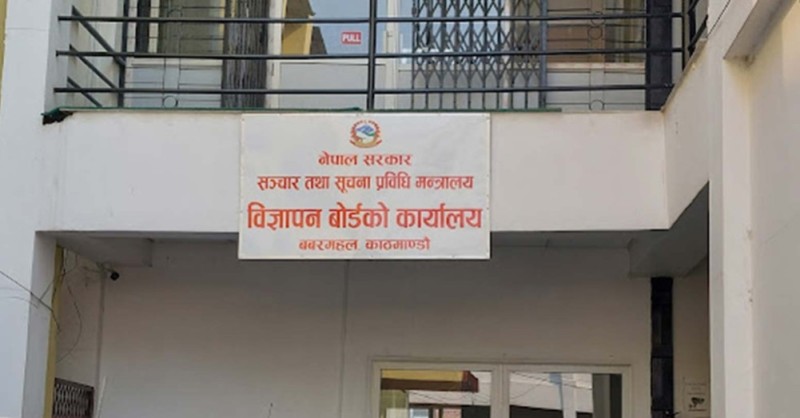 PULL
नेपाल सरकार
सञ्चार तथा सूचना प्रविधि मन्त्रालय
विज्ञापन बोर्डको कार्यालय
बबरमहल, काठमाण्डौ